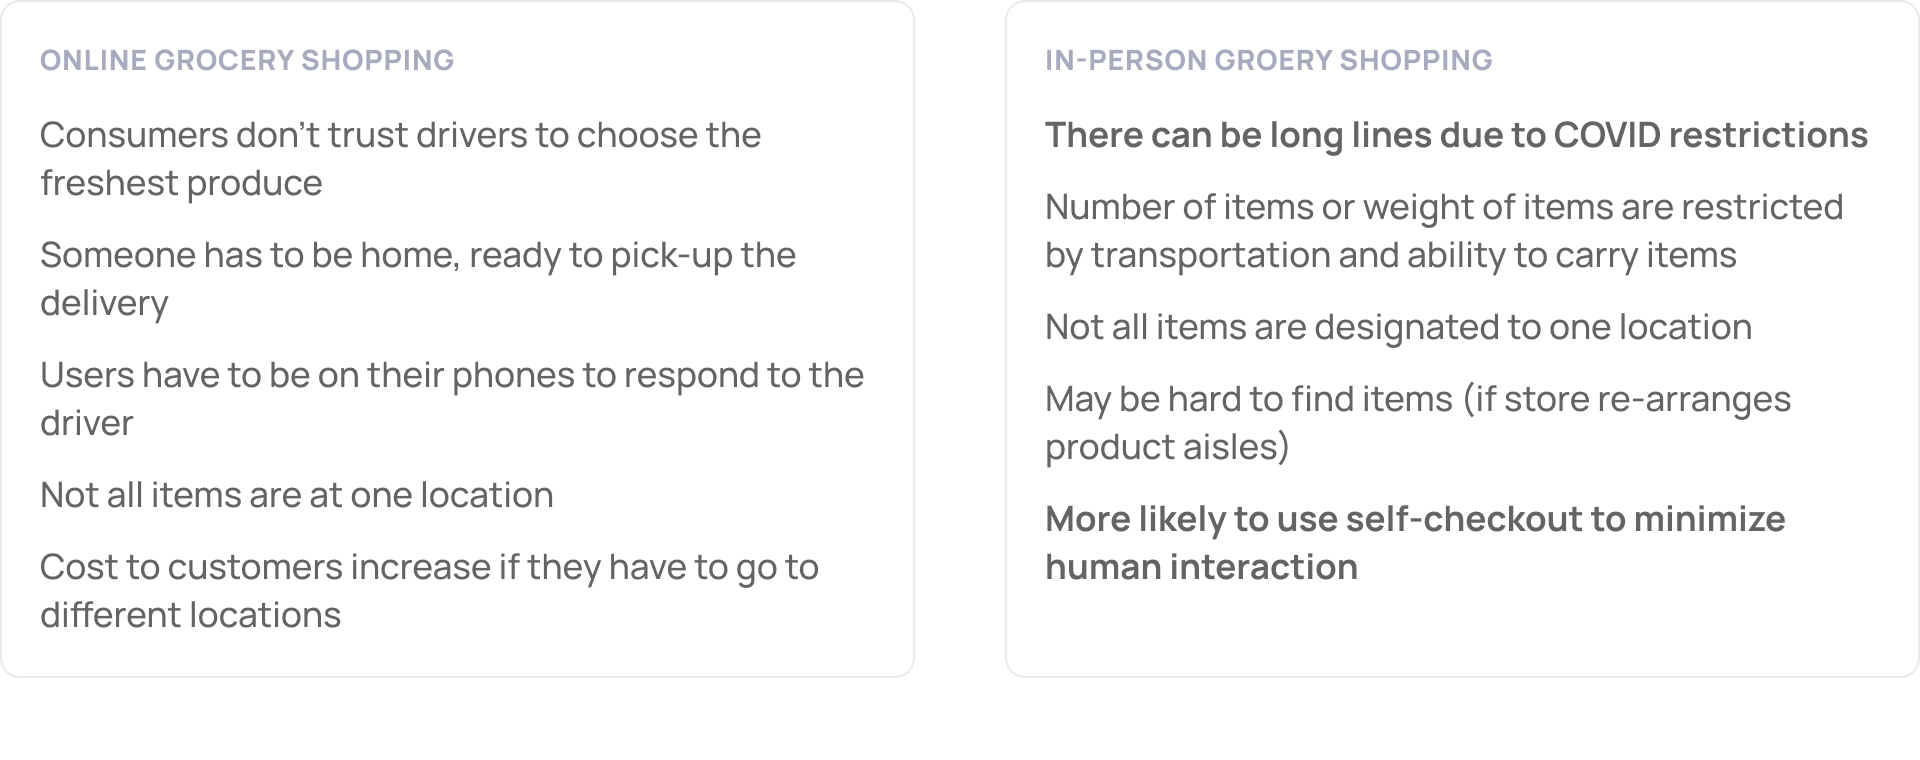 ONLINE GROCERY SHOPPING
Consumers don’t trust drivers to choose the
freshest produce
Someone has to be home, ready to pick-up the
delivery
Users have to be on their phones to respond to the
driver
Not all items are at one location
Cost to customers increase if they have to go to
different locations
IN-PERSON GROERY SHOPPING
There can be long lines due to COVID restrictions
Number of items or weight of items are restricted
by transportation and ability to carry items
Not all items are designated to one location
May be hard to find items (if store re-arranges
product aisles)
More likely to use self-checkout to minimize
human interaction